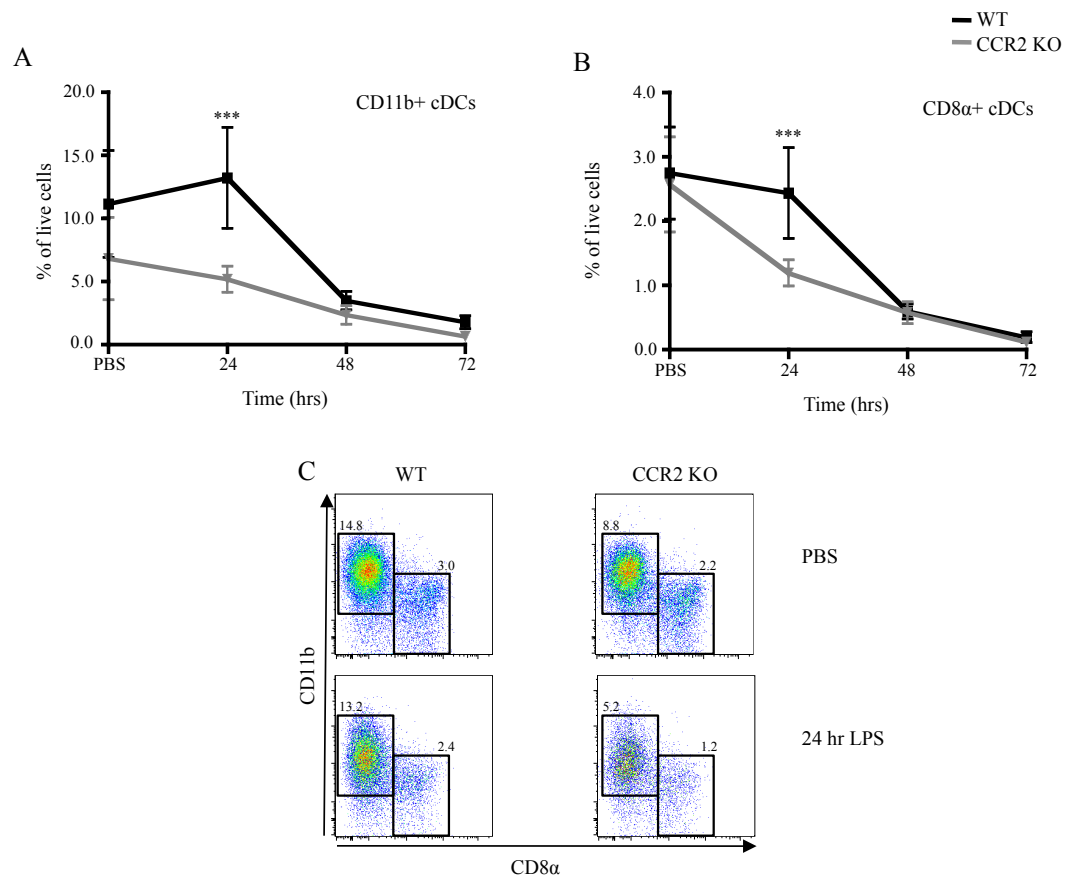 WT
CCR2 KO
A
CD11b+ cDCs
20.0
15.0
10.0
5.0
0.0
% of live cells
***
PBS
24
48
72
Time (hrs)
B
CD8α+ cDCs
4.0
3.0
2.0
1.0
0.0
% of live cells
***
PBS
24
48
72
Time (hrs)
C
WT
CCR2 KO
14.8
3.0
8.8
2.2
PBS
13.2
2.4
5.2
1.2
24 hr LPS
CD11b
CD8α